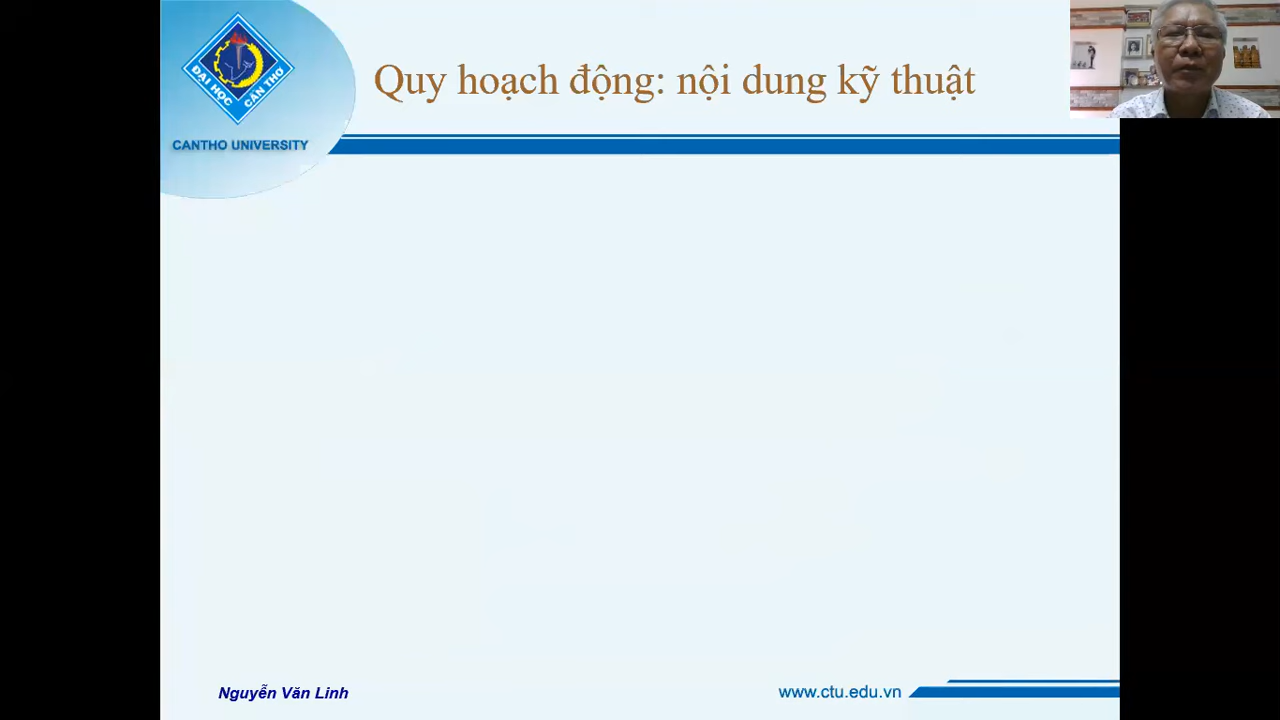 Quy hoạch động: nội dung kỹ thuật
ĐẠI HỌC CẦN THƠ
CANTHO UNIVERSITY
Nguyễn Văn Linh
www.ctu.edu.vn